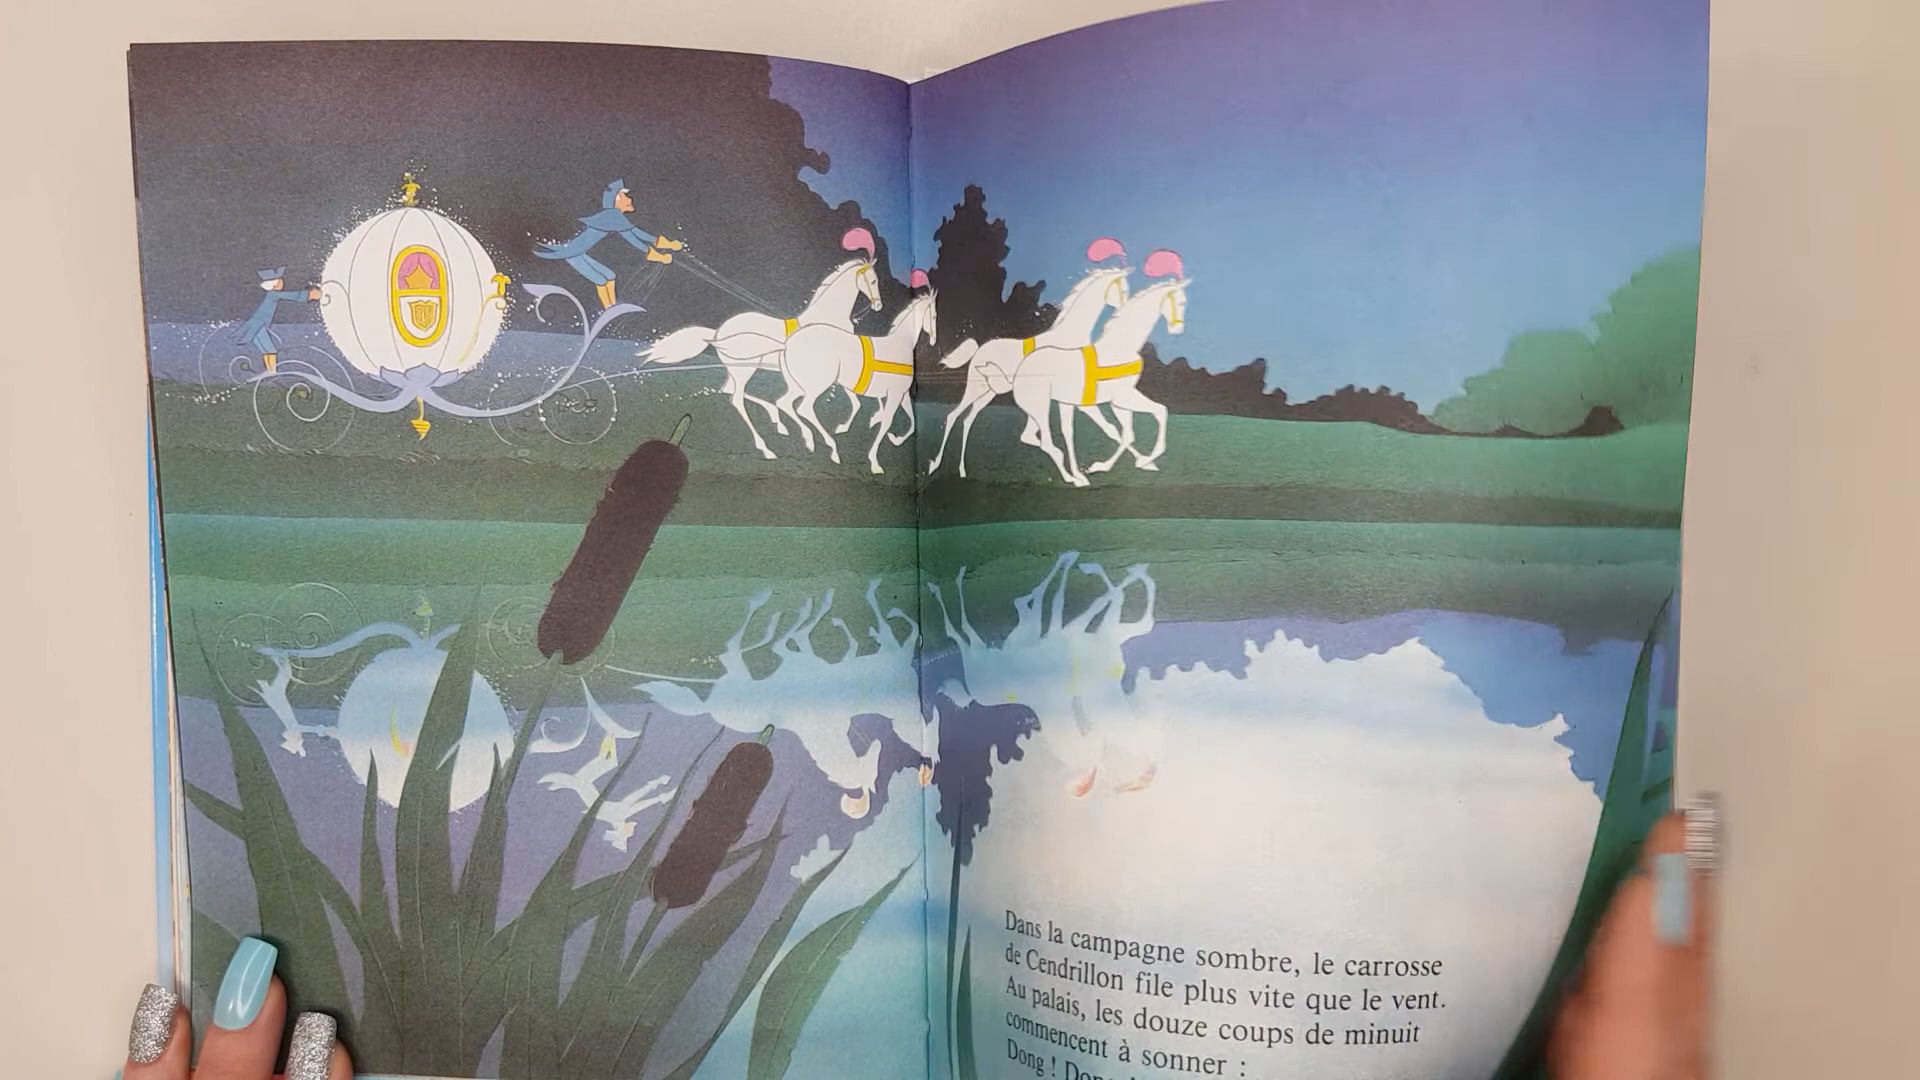 Dans la campagne sombre, le carrosse
de Cendrillon file plus vite que le vent.
Au palais, les douze coups de minuit
commencent à sonner :
Dong !